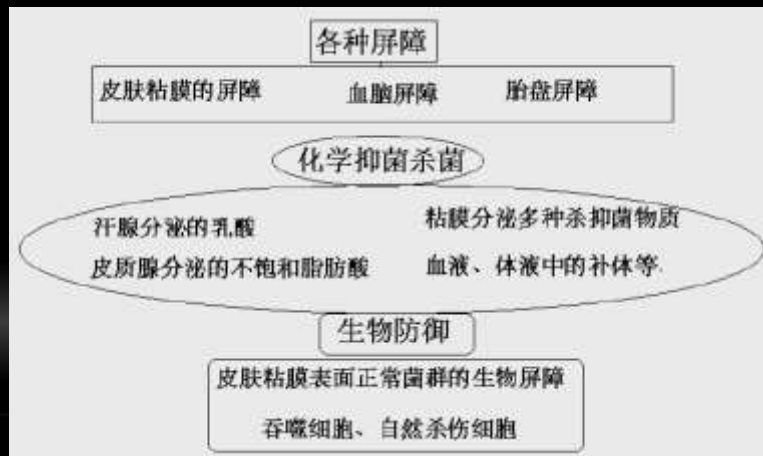 各种屏障
皮肤粘膜的屏障 血脑屏障 胎盘屏障
化学抑菌杀菌
汗腺分泌的乳酸 粘膜分泌多种杀抑菌物质
皮质腺分泌的不饱和脂肪酸 血液、体液中的补体等.
生物防御
皮肤粘膜表面正常菌群的生物屏障
吞噬细胞、自然杀伤细胞